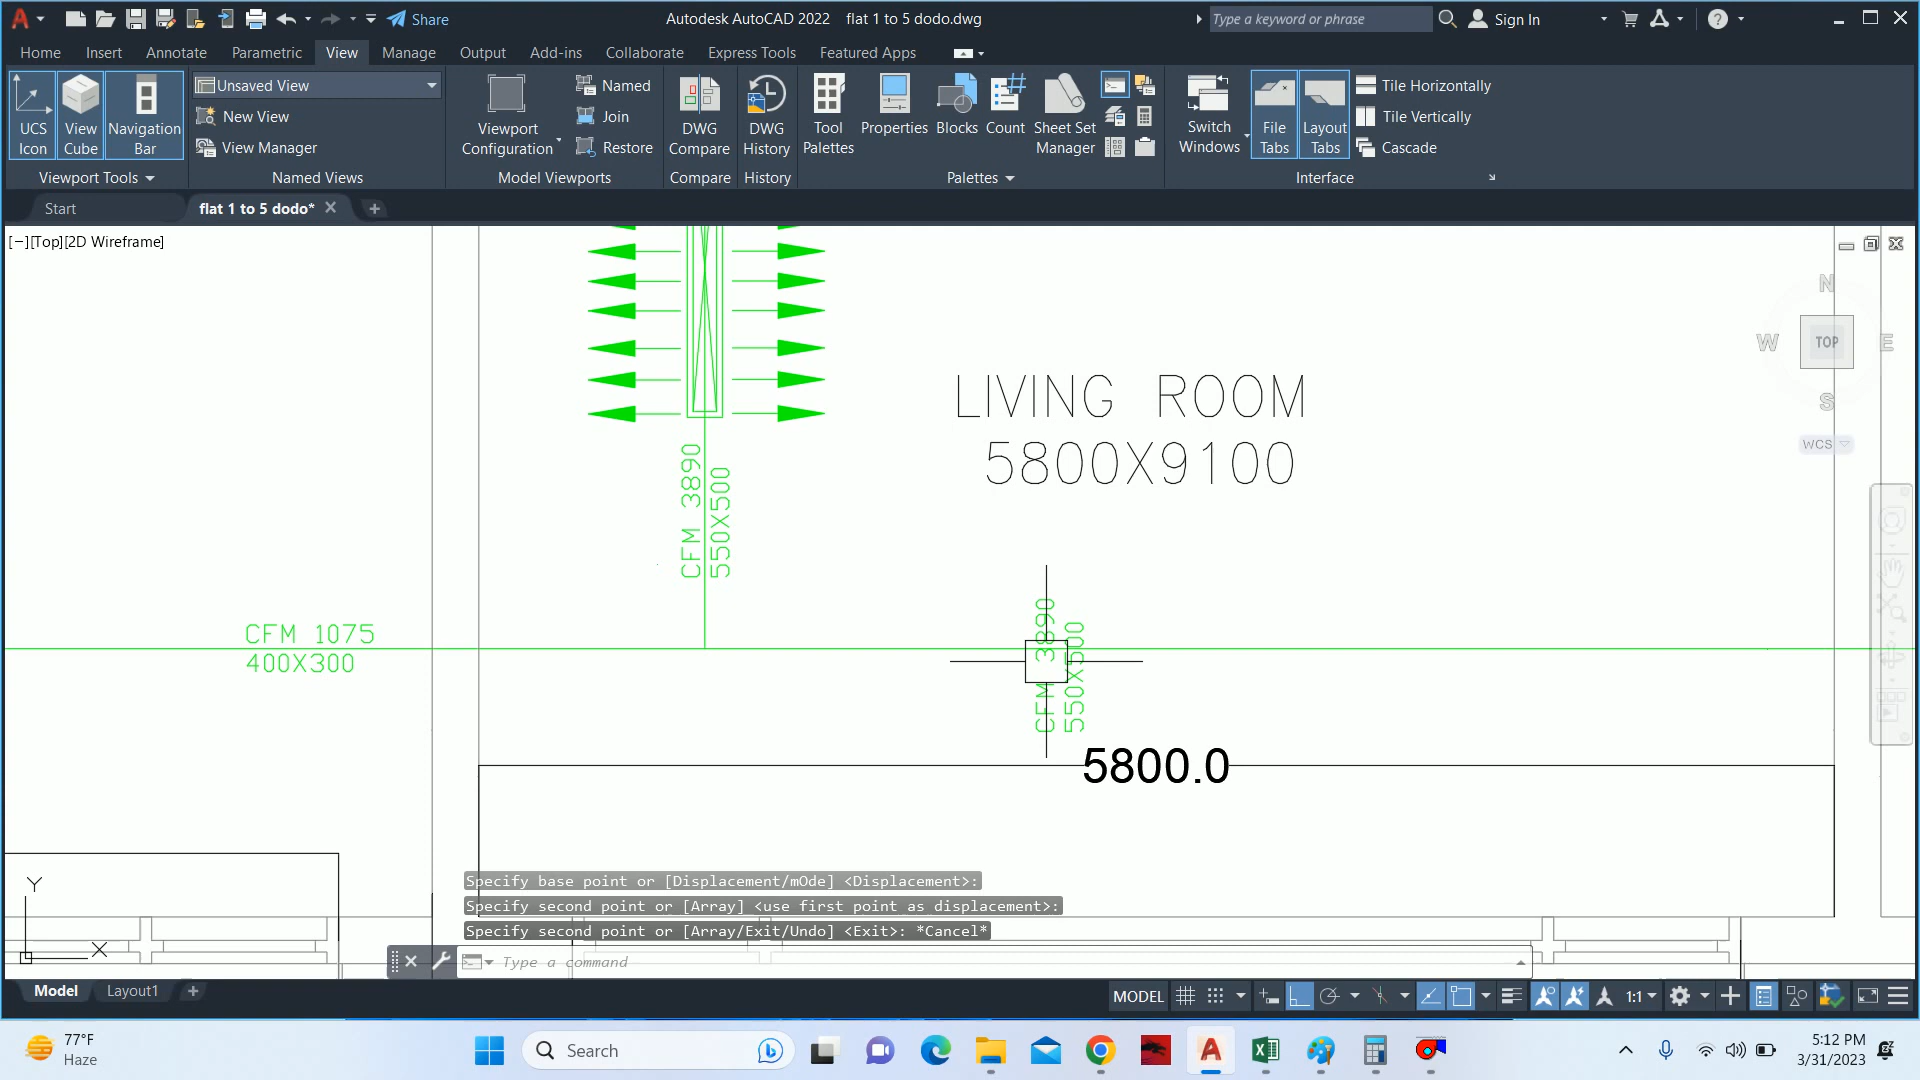 Share
Autodesk AutoCAD 2022 flat 1 to 5 dodo.dwg
Type a keyword or phrase
Sign In
Home Insert Annotate Parametric View Manage Output Add-ins Collaborate Express Tools Featured Apps
UCS Icon
View Cube
Navigation Bar
Viewport Tools
Unsaved View
New View
View Manager
Named Views
Viewport Configuration
Named
Join
Restore
Model Viewports
DWG Compare
Compare
DWG History
History
Tool Palettes
Properties
Blocks
Count
Sheet Set Manager
Palettes
Switch Windows
File Tabs
Layout Tabs
Tile Horizontally
Tile Vertically
Cascade
Interface
Start
flat 1 to 5 dodo*
[−][Top][2D Wireframe]
N
W
TOP
E
S
WCS
LIVING ROOM
5800X9100
CFM 3890
550X500
CFM 1075
400X300
CFM 3890
550X500
5800.0
Y
X
Specify base point or [Displacement/mOde] <Displacement>:
Specify second point or [Array] <use first point as displacement>:
Specify second point or [Array/Exit/Undo] <Exit>: *Cancel*
Type a command
Model
Layout1
MODEL
1:1
77°F
Haze
Search
5:12 PM
3/31/2023